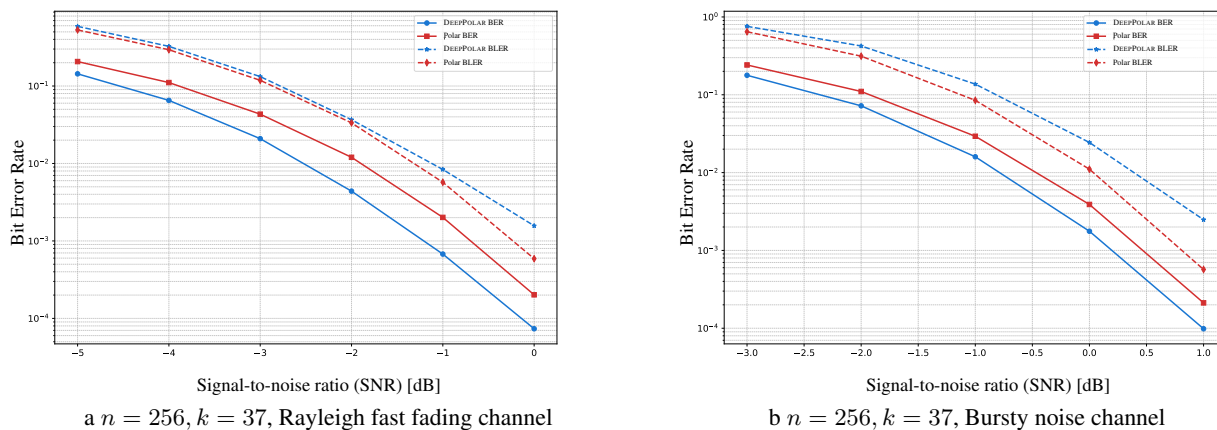 DEEPPOLAR BER
Polar BER
DEEPPOLAR BLER
Polar BLER
Bit Error Rate
10⁻¹
10⁻²
10⁻³
10⁻⁴
−5 −4 −3 −2 −1 0
Signal-to-noise ratio (SNR) [dB]
a n = 256, k = 37, Rayleigh fast fading channel
DEEPPOLAR BER
Polar BER
DEEPPOLAR BLER
Polar BLER
Bit Error Rate
10⁰
10⁻¹
10⁻²
10⁻³
10⁻⁴
−3.0 −2.5 −2.0 −1.5 −1.0 −0.5 0.0 0.5 1.0
Signal-to-noise ratio (SNR) [dB]
b n = 256, k = 37, Bursty noise channel